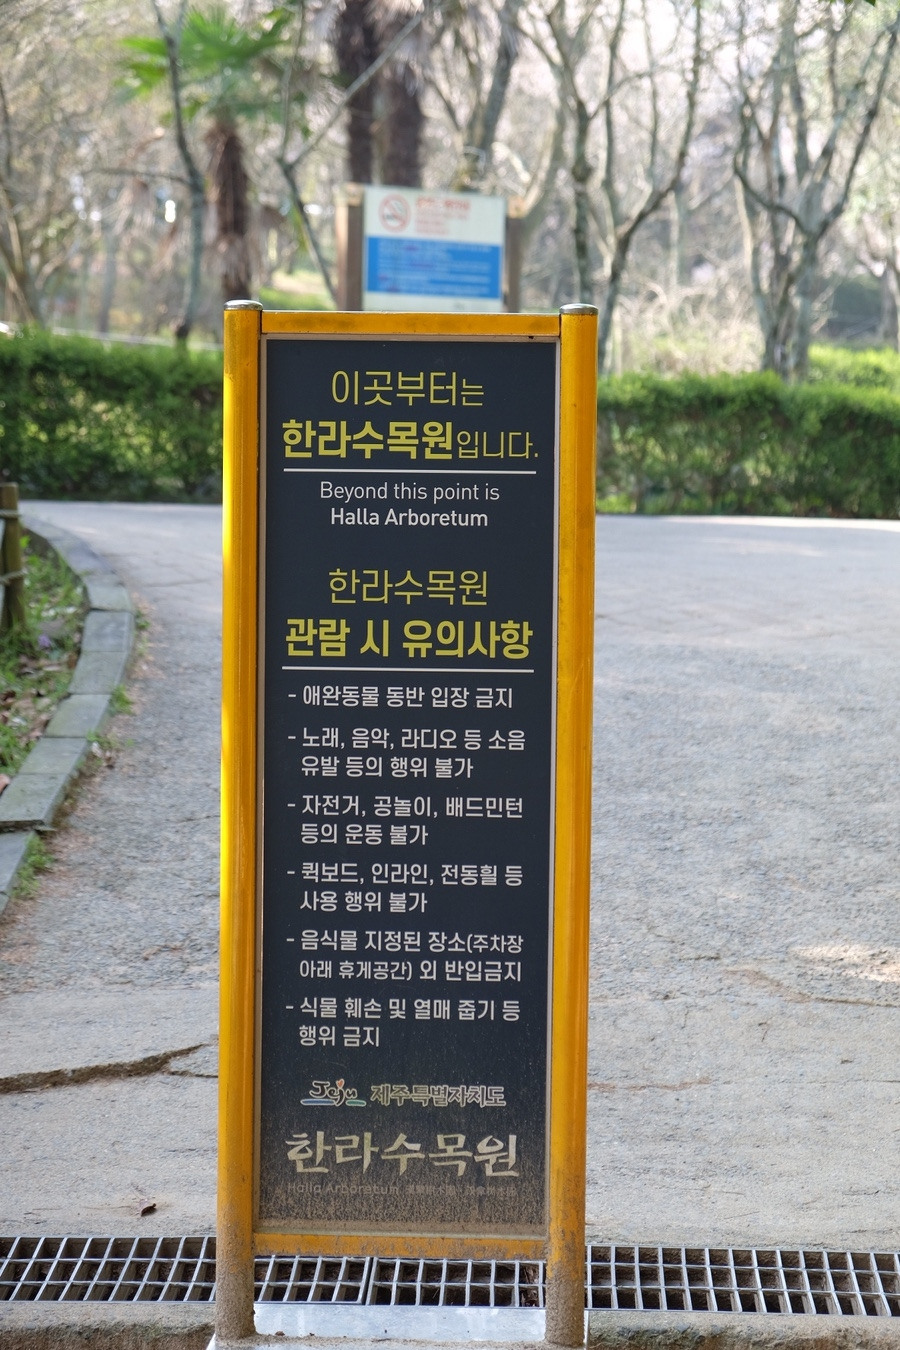 이곳부터는
한라수목원입니다.
Beyond this point is
Halla Arboretum
한라수목원
관람 시 유의사항
- 애완동물 동반 입장 금지
- 노래, 음악, 라디오 등 소음
유발 등의 행위 불가
- 자전거, 공놀이, 배드민턴
등의 운동 불가
- 퀵보드, 인라인, 전동휠 등
사용 행위 불가
- 음식물 지정된 장소(주차장
아래 휴게공간) 외 반입금지
- 식물 훼손 및 열매 줍기 등
행위 금지
Jeju 제주특별자치도
한라수목원
Halla Arboretum